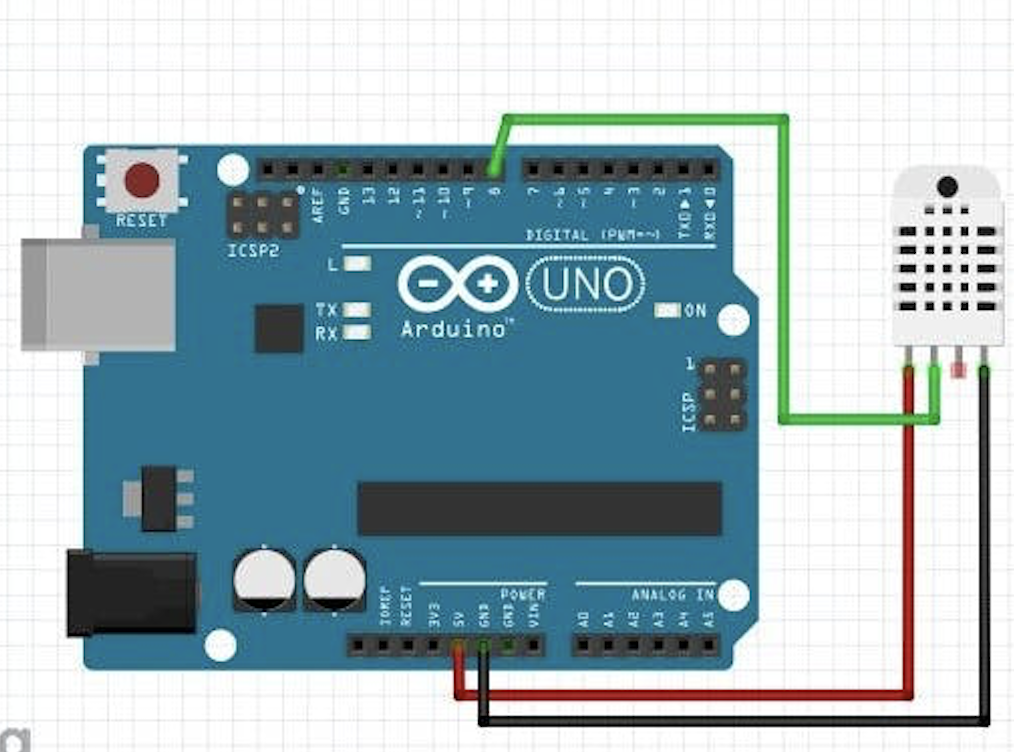 RESET
ICSP2
AREF
GND
13
12
~11
~10
~9
8
7
~6
~5
4
~3
2
TXD▶1
RXD◀0
DIGITAL (PWM=~)
L
TX
RX
Arduino™
UNO
ON
1
ICSP
IOREF
RESET
3V3
5V
GND
GND
VIN
POWER
ANALOG IN
A0
A1
A2
A3
A4
A5
g